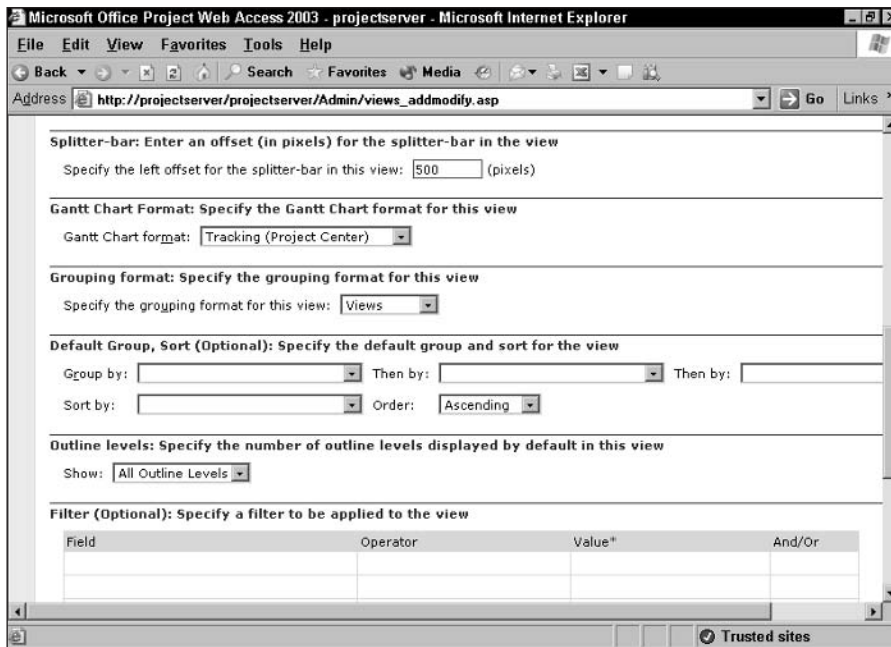 Microsoft Office Project Web Access 2003 - projectserver - Microsoft Internet Explorer
File Edit View Favorites Tools Help
Back Search Favorites Media
Address http://projectserver/projectserver/Admin/views_addmodify.asp Go Links
Splitter-bar: Enter an offset (in pixels) for the splitter-bar in the view
Specify the left offset for the splitter-bar in this view: 500 (pixels)
Gantt Chart Format: Specify the Gantt Chart format for this view
Gantt Chart format: Tracking (Project Center)
Grouping format: Specify the grouping format for this view
Specify the grouping format for this view: Views
Default Group, Sort (Optional): Specify the default group and sort for the view
Group by: Then by: Then by:
Sort by: Order: Ascending
Outline levels: Specify the number of outline levels displayed by default in this view
Show: All Outline Levels
Filter (Optional): Specify a filter to be applied to the view
Field Operator Value* And/Or
Trusted sites